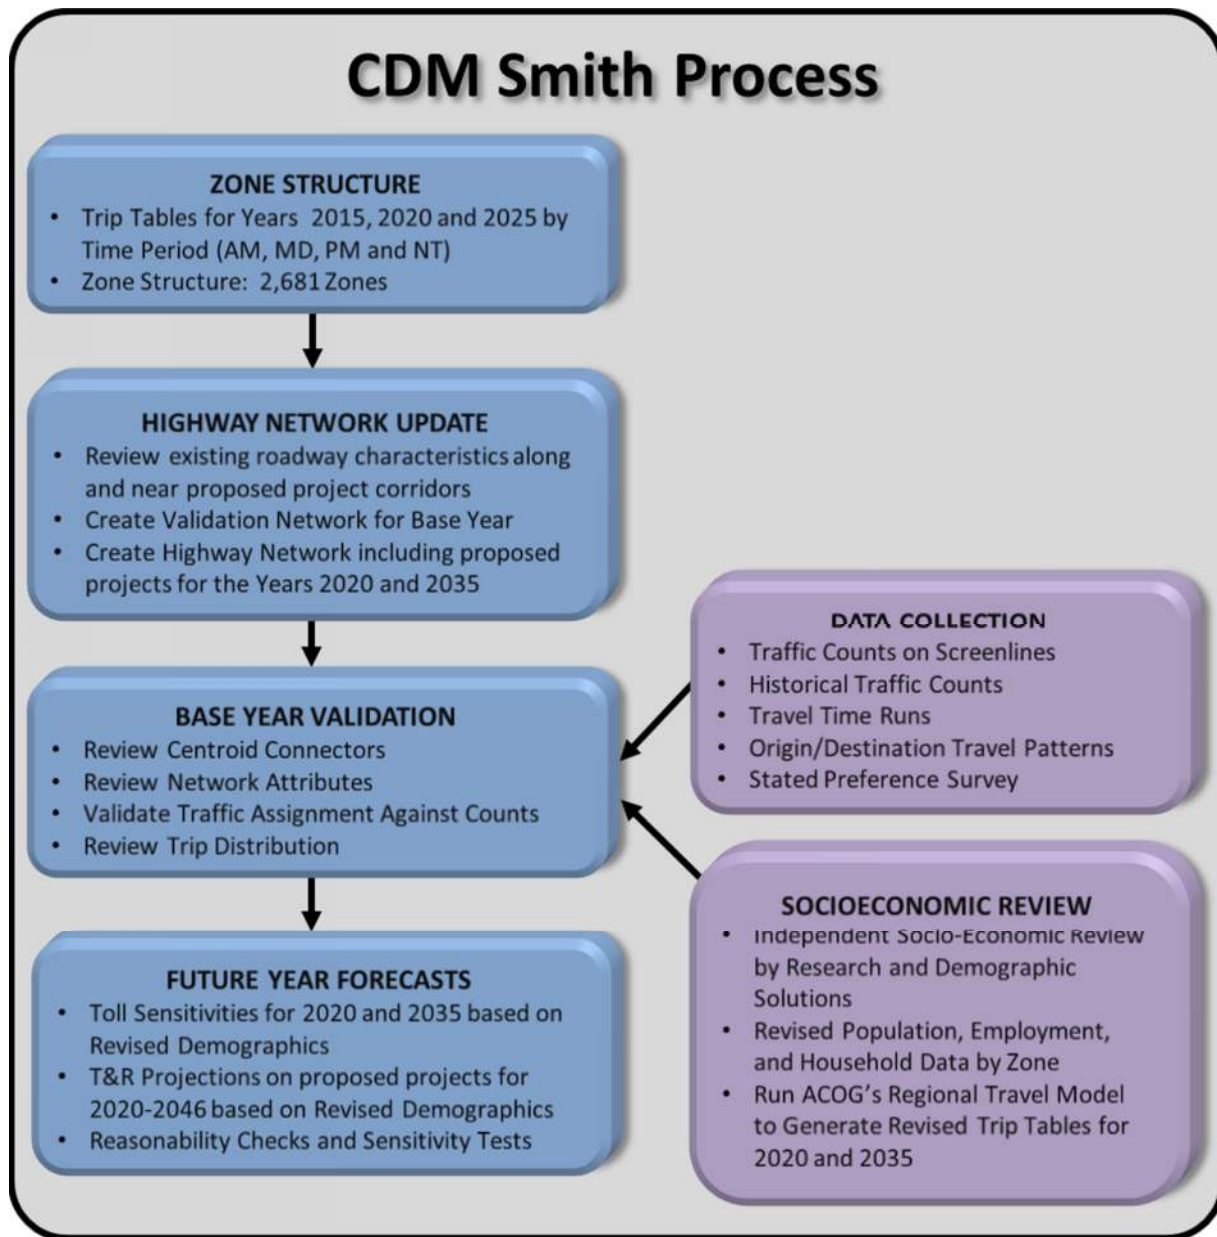 CDM Smith Process
ZONE STRUCTURE
• Trip Tables for Years 2015, 2020 and 2025 by
Time Period (AM, MD, PM and NT)
• Zone Structure: 2,681 Zones
HIGHWAY NETWORK UPDATE
• Review existing roadway characteristics along
and near proposed project corridors
• Create Validation Network for Base Year
• Create Highway Network including proposed
projects for the Years 2020 and 2035
BASE YEAR VALIDATION
• Review Centroid Connectors
• Review Network Attributes
• Validate Traffic Assignment Against Counts
• Review Trip Distribution
FUTURE YEAR FORECASTS
• Toll Sensitivities for 2020 and 2035 based on
Revised Demographics
• T&R Projections on proposed projects for
2020-2046 based on Revised Demographics
• Reasonability Checks and Sensitivity Tests
DATA COLLECTION
• Traffic Counts on Screenlines
• Historical Traffic Counts
• Travel Time Runs
• Origin/Destination Travel Patterns
• Stated Preference Survey
SOCIOECONOMIC REVIEW
• Independent Socio-Economic Review
by Research and Demographic
Solutions
• Revised Population, Employment,
and Household Data by Zone
• Run ACOG's Regional Travel Model
to Generate Revised Trip Tables for
2020 and 2035